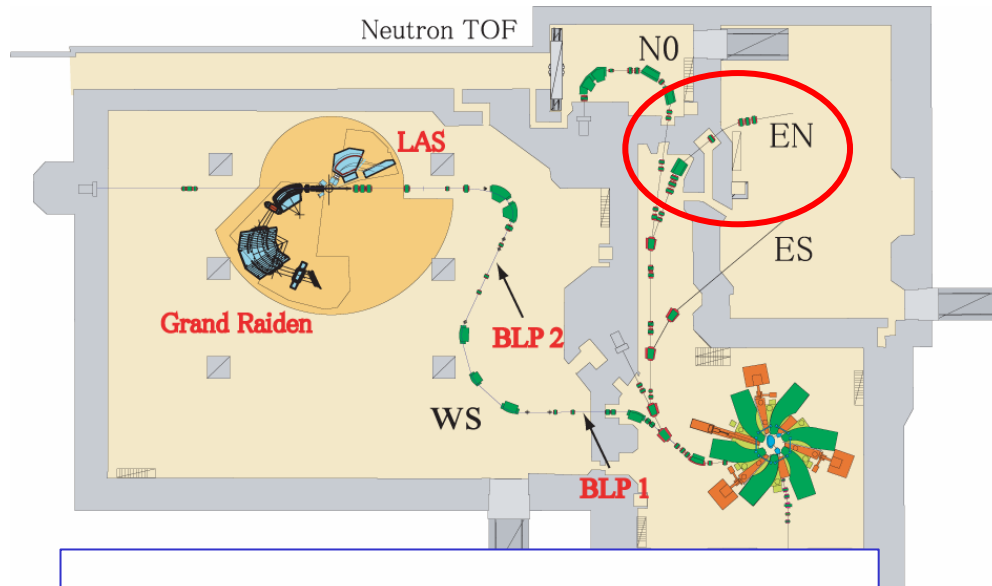 Neutron TOF
N0
LAS
EN
ES
Grand Raiden
BLP 2
WS
BLP 1